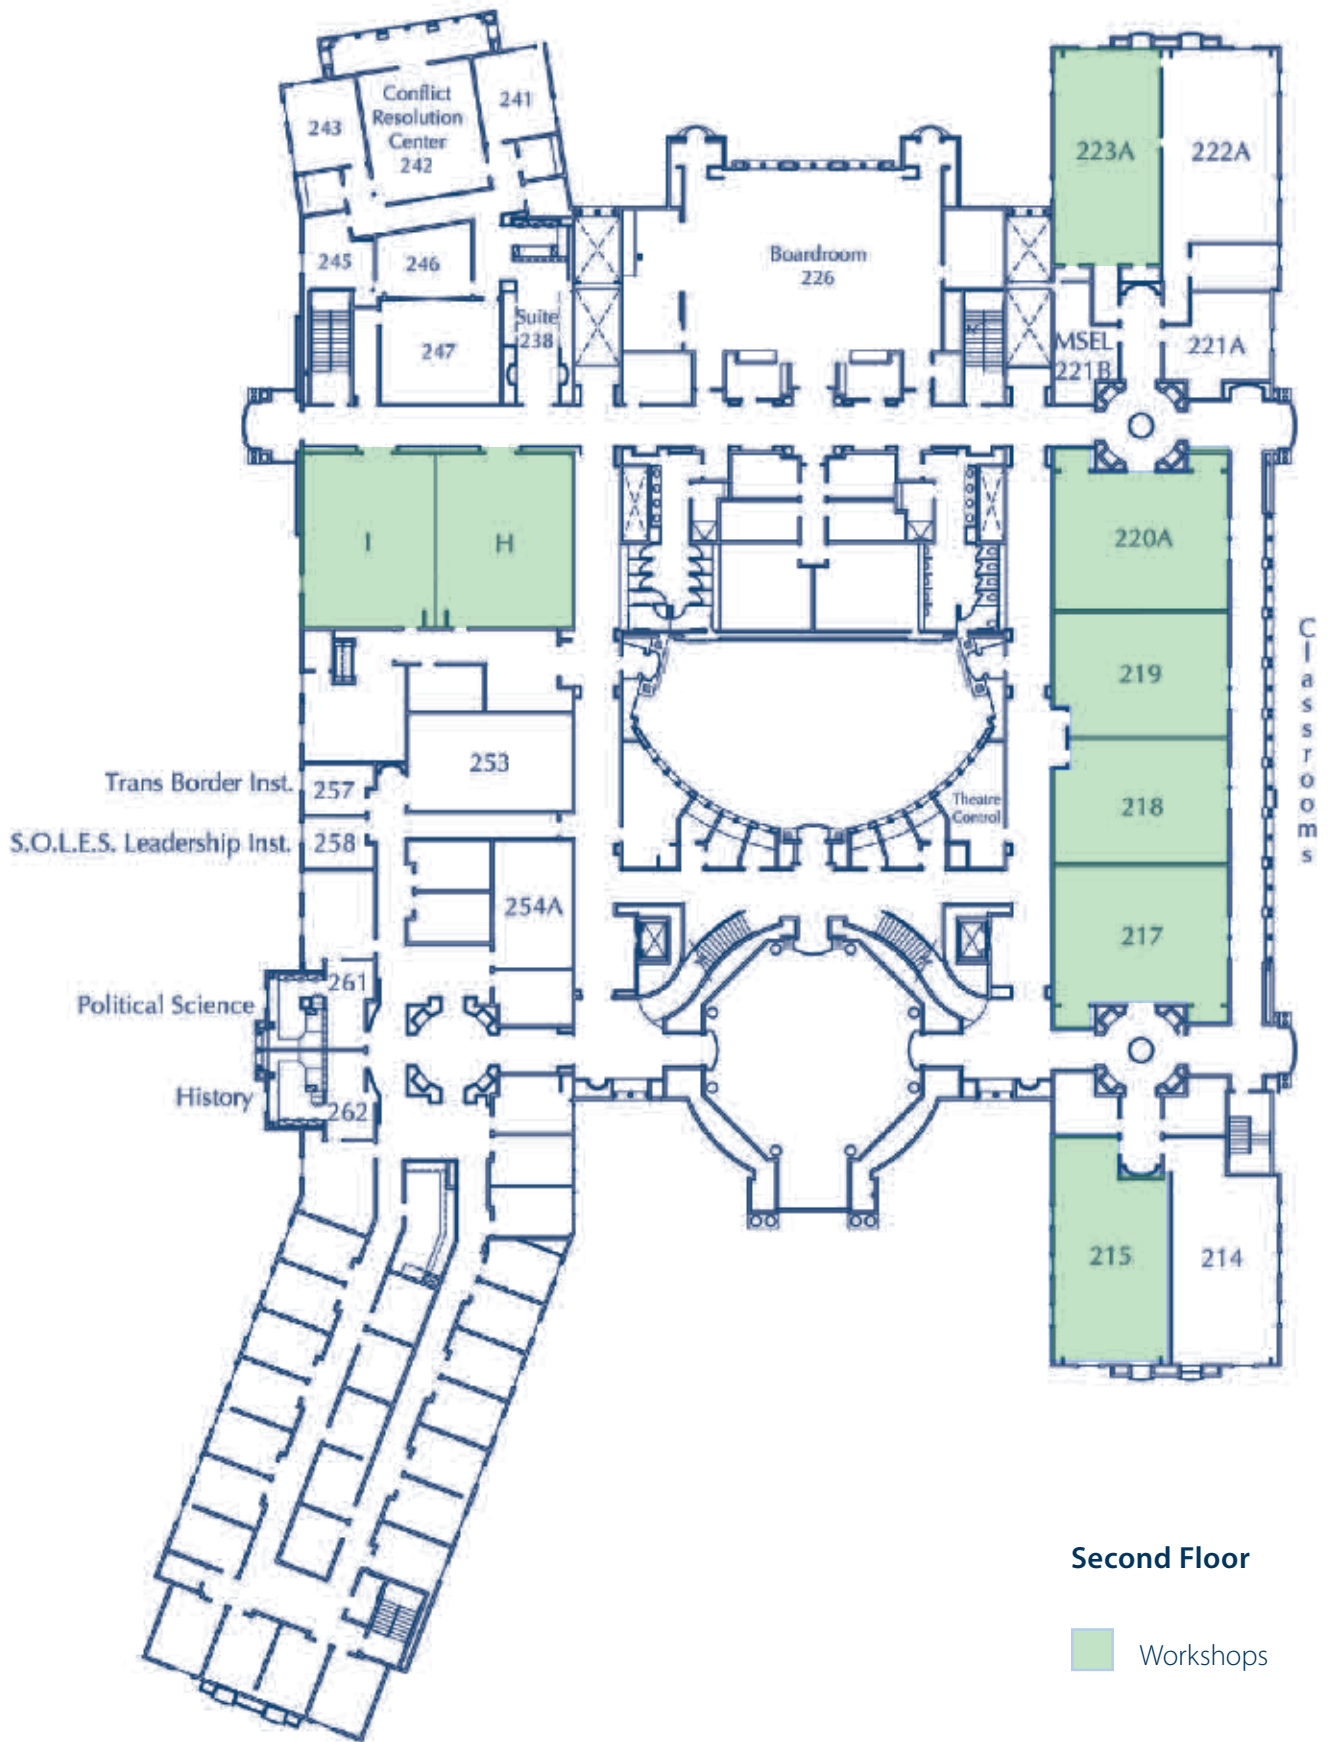 Conflict
Resolution
Center
242
241
243
223A
222A
245
246
Boardroom
226
Suite
238
247
MSEL
221B
221A
I
H
220A
219
253
Trans Border Inst.
257
218
Theatre
Control
S.O.L.E.S. Leadership Inst.
258
254A
217
Classrooms
261
Political Science
History
262
215
214
Second Floor
Workshops